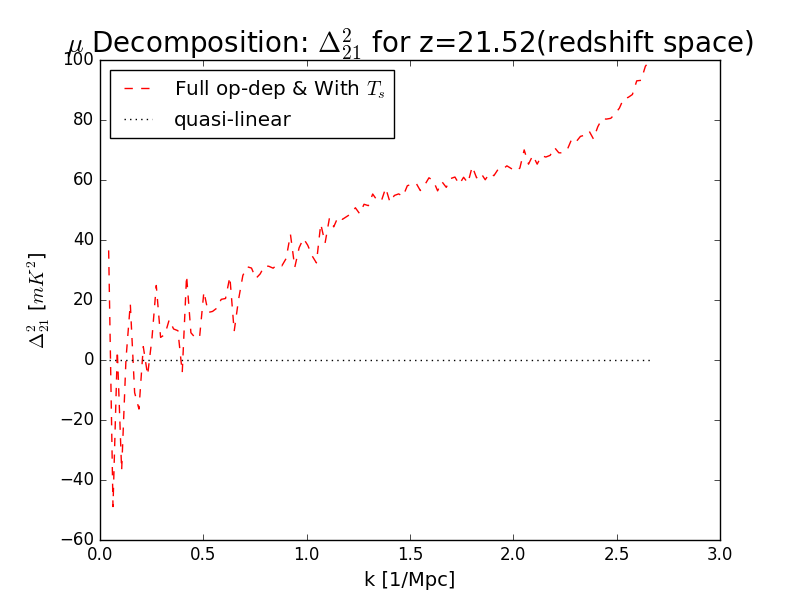 μ Decomposition: Δ²₂₁ for z=21.52(redshift space)
Full op-dep & With Tₛ
quasi-linear
Δ²₂₁ [mK²]
100
80
60
40
20
0
−20
−40
−60
0.0 0.5 1.0 1.5 2.0 2.5 3.0
k [1/Mpc]